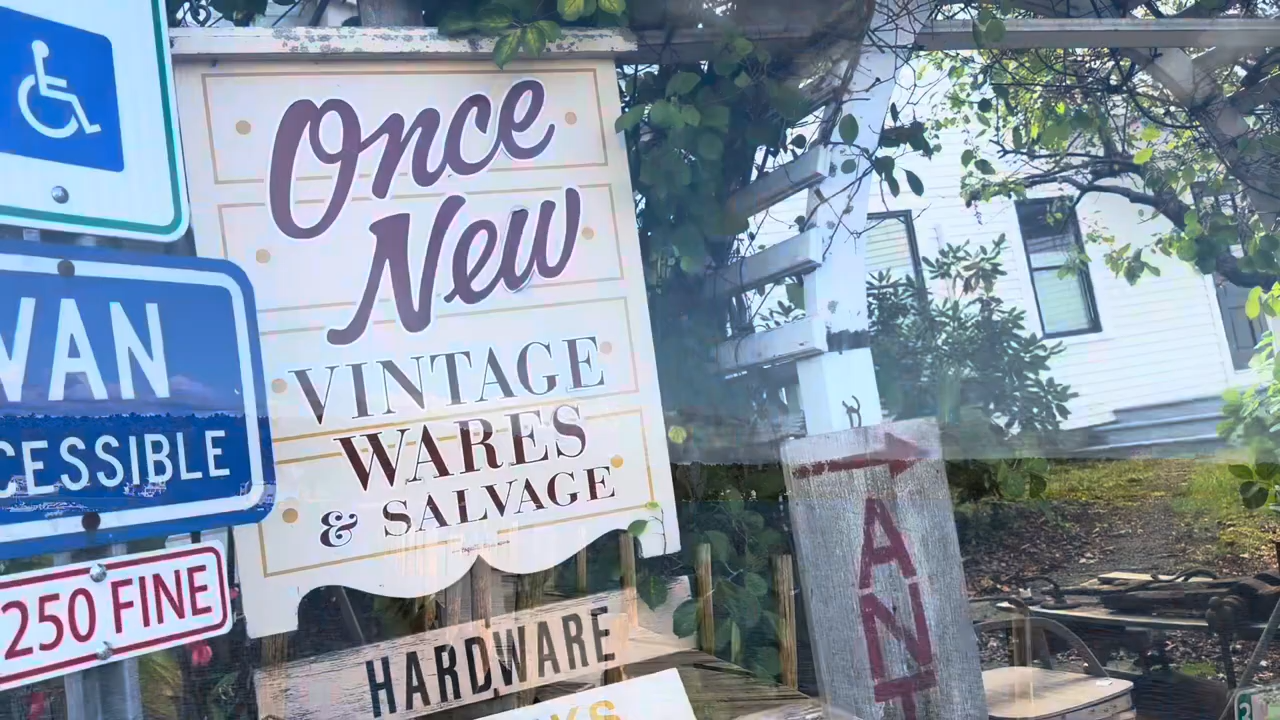 VAN
CESSIBLE
250 FINE
Once
New
VINTAGE
WARES
& SALVAGE
HARDWARE
ANT